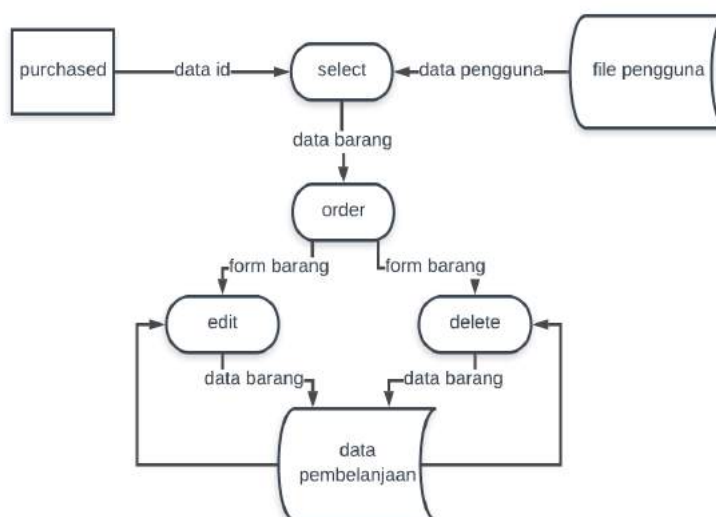 purchased
data id
select
data pengguna
file pengguna
data barang
order
form barang
form barang
edit
delete
data barang
data barang
data
pembelanjaan